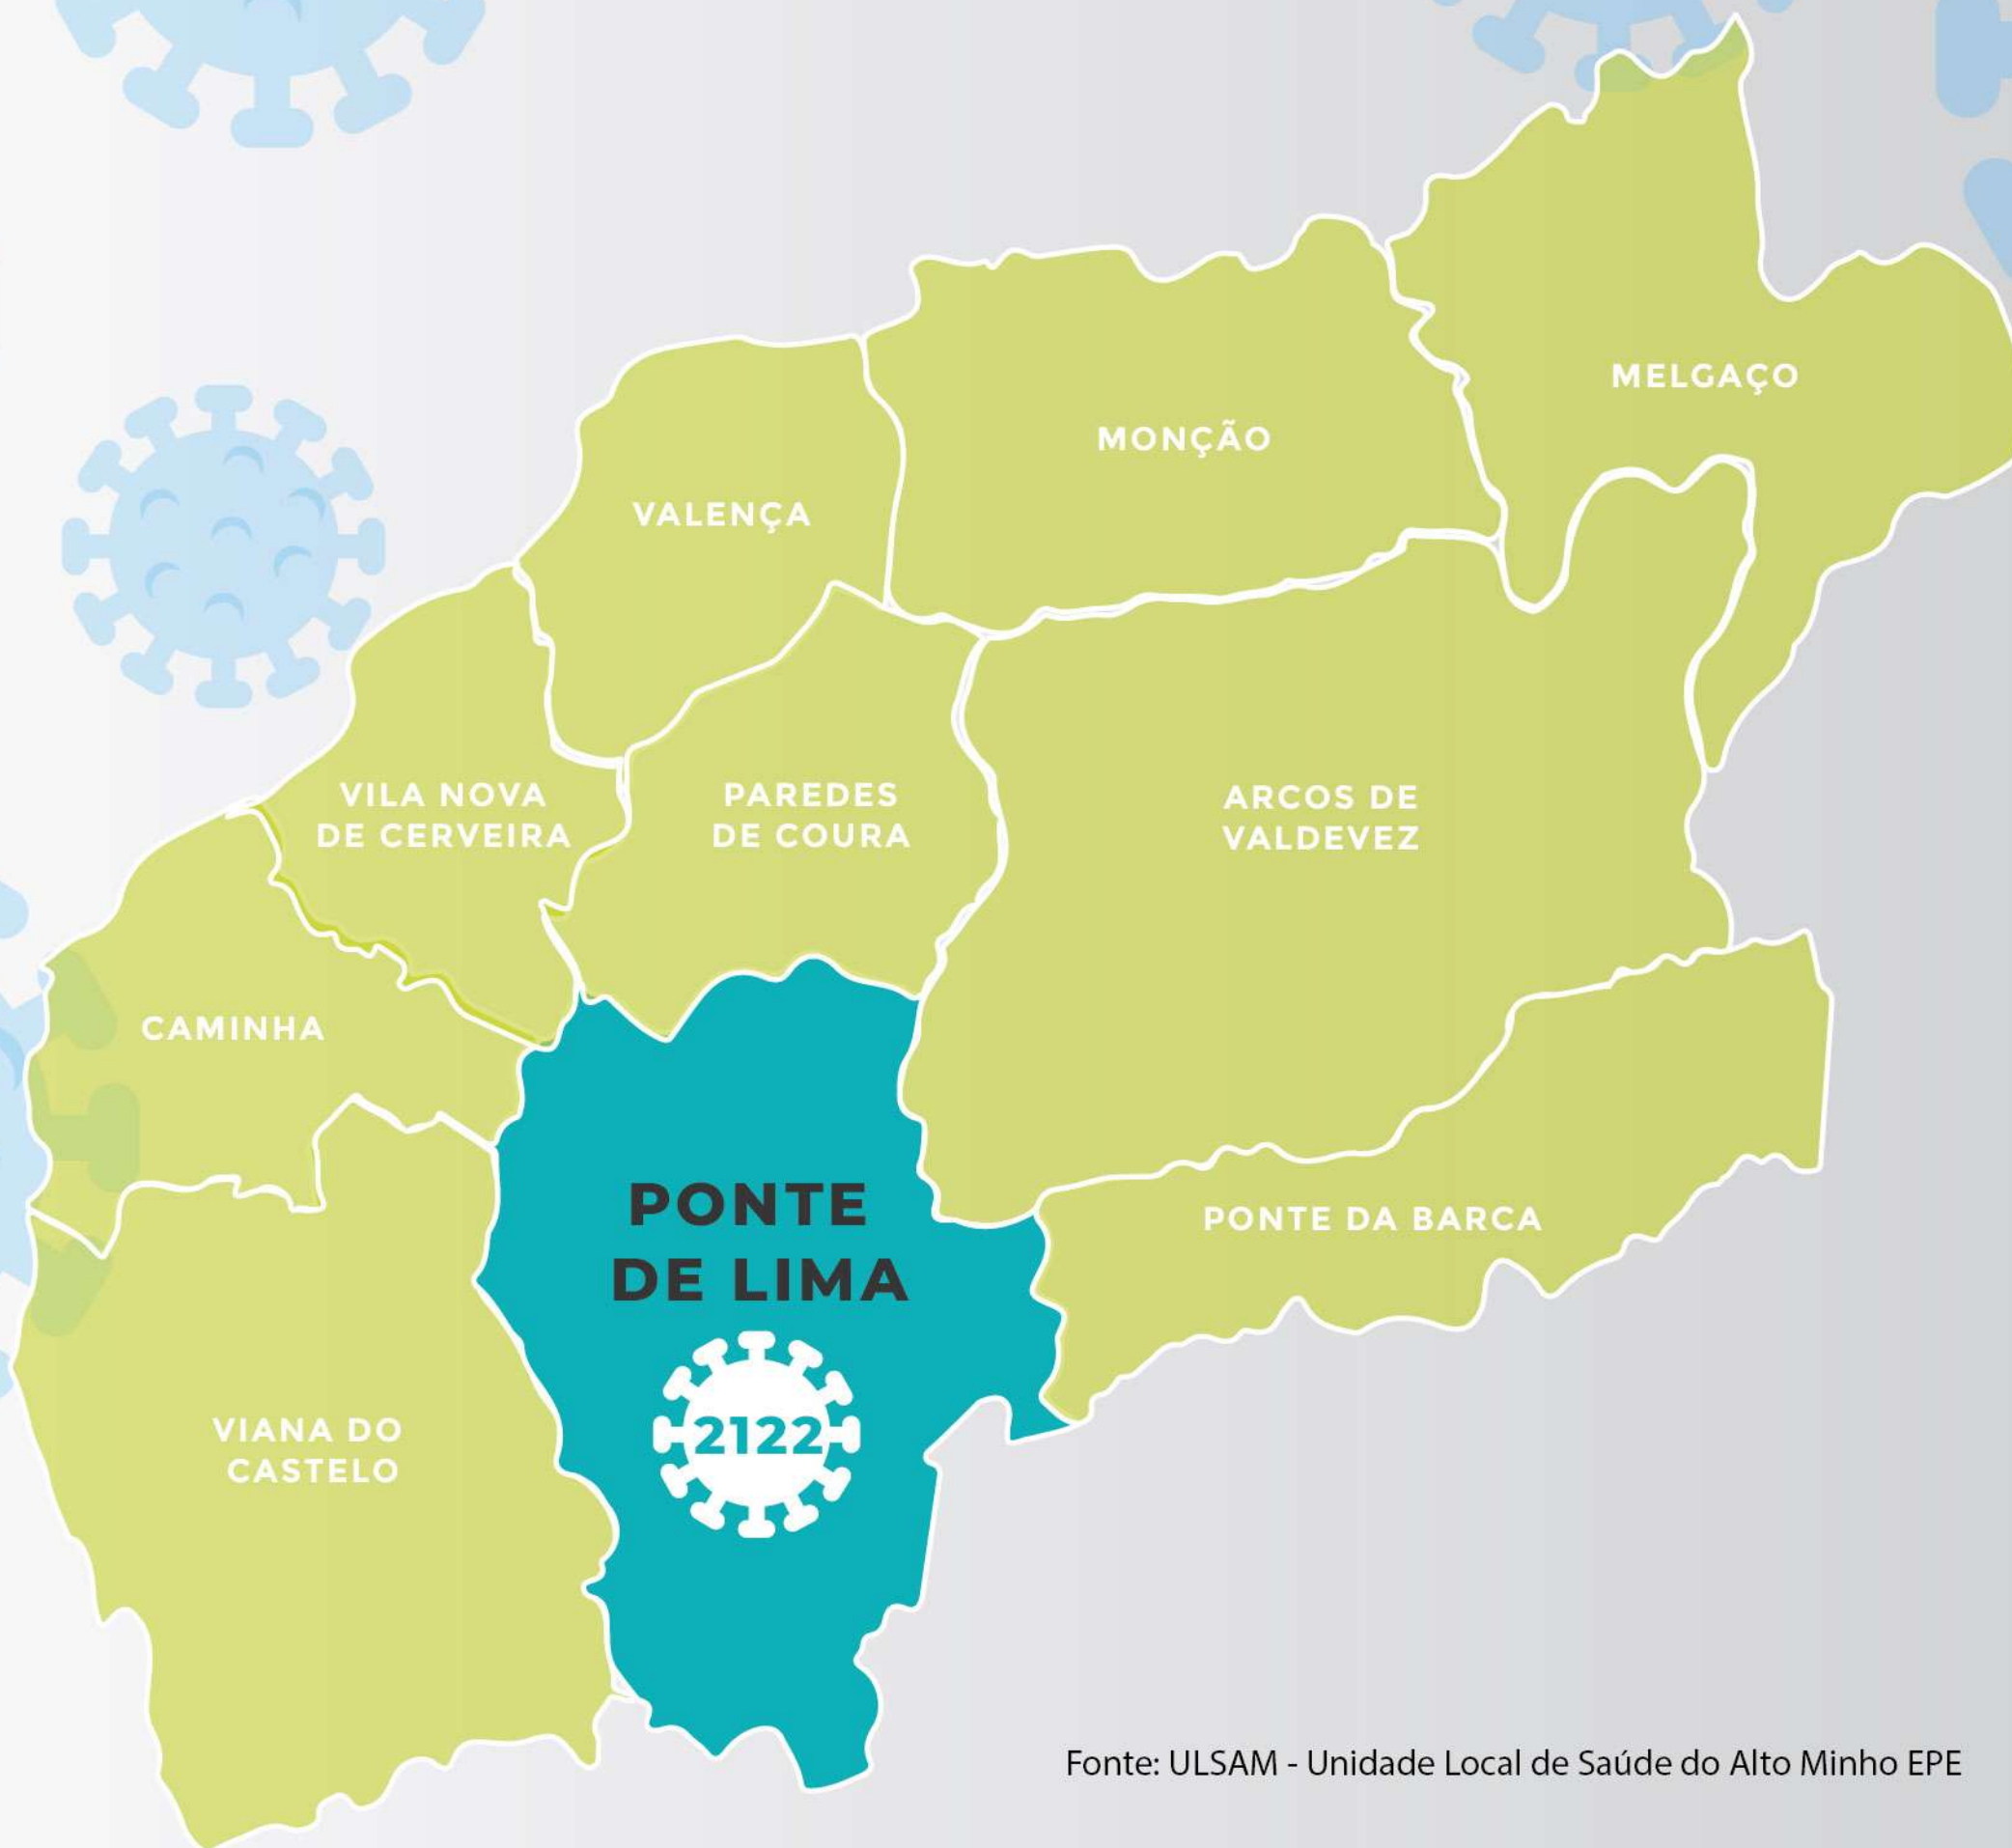 MELGAÇO
MONÇÃO
VALENÇA
VILA NOVA
DE CERVEIRA
PAREDES
DE COURA
ARCOS DE
VALDEVEZ
CAMINHA
PONTE
DE LIMA
2122
PONTE DA BARCA
VIANA DO
CASTELO
Fonte: ULSAM - Unidade Local de Saúde do Alto Minho EPE